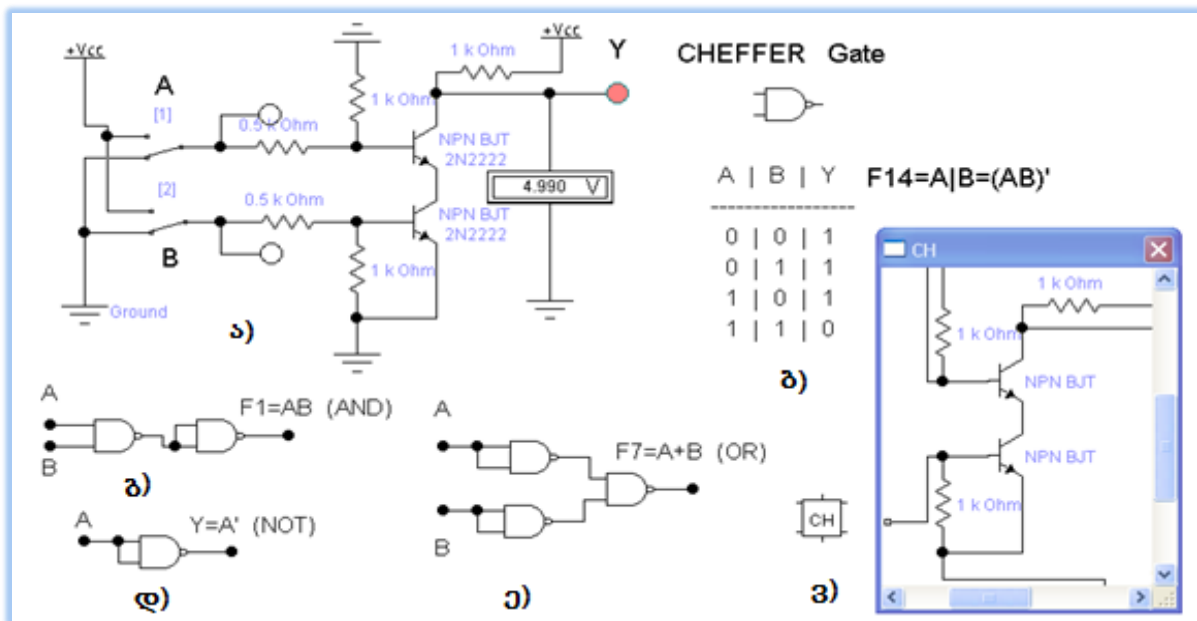 +Vcc
A
[1]
0.5 k Ohm
1 k Ohm
1 k Ohm
+Vcc
Y
NPN BJT
2N2222
4.990 V
[2]
0.5 k Ohm
NPN BJT
2N2222
B
1 k Ohm
Ground
ა)
CHEFFER Gate
A | B | Y
F14=A|B=(AB)'
----------------
0 | 0 | 1
0 | 1 | 1
1 | 0 | 1
1 | 1 | 0
ბ)
CH
1 k Ohm
1 k Ohm
NPN BJT
NPN BJT
1 k Ohm
A
B
F1=AB (AND)
გ)
A
Y=A' (NOT)
დ)
A
B
F7=A+B (OR)
ე)
CH
ვ)